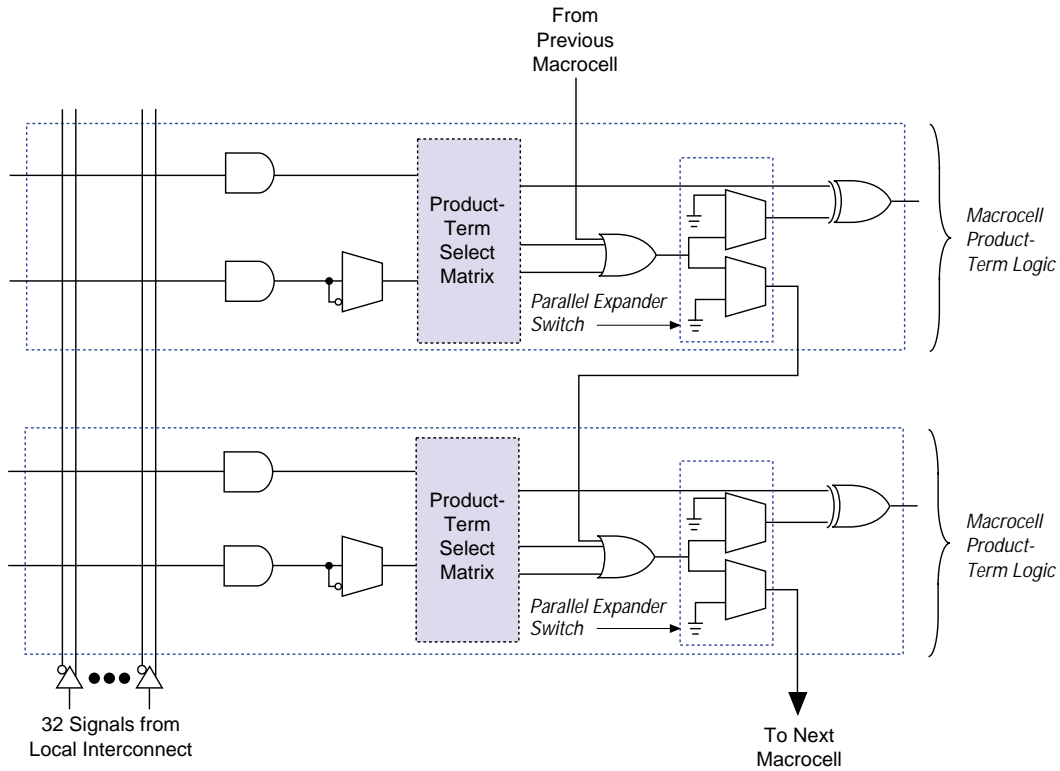 From
Previous
Macrocell
Product-
Term
Select
Matrix
Parallel Expander
Switch
Macrocell
Product-
Term Logic
Product-
Term
Select
Matrix
Parallel Expander
Switch
Macrocell
Product-
Term Logic
32 Signals from
Local Interconnect
To Next
Macrocell